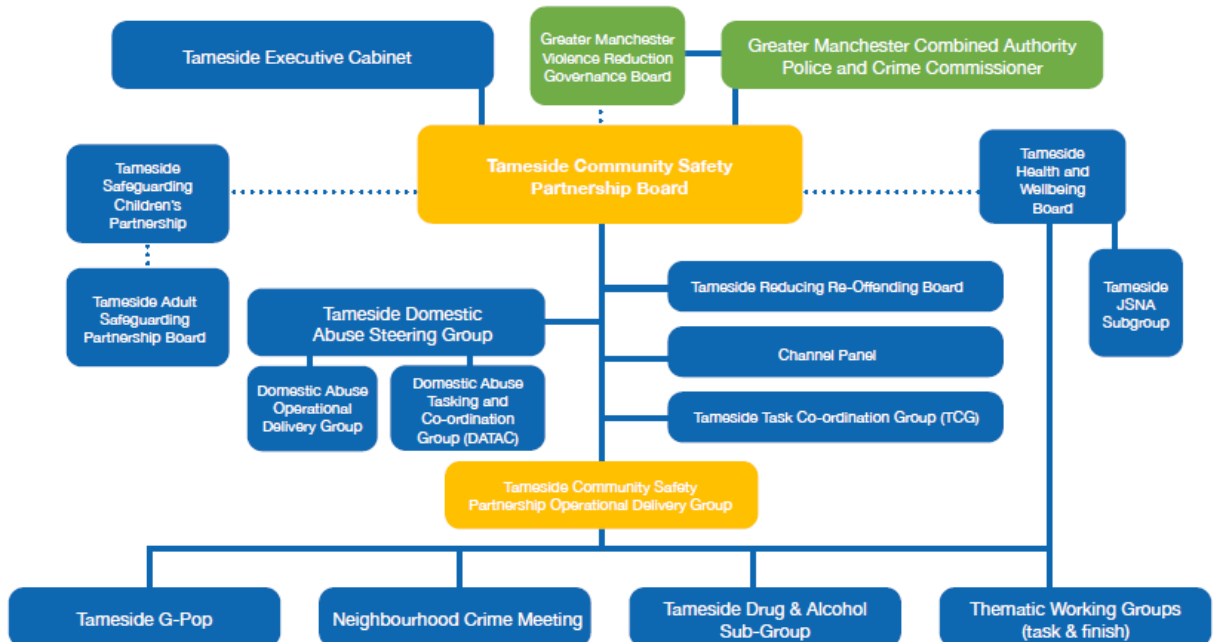 Tameside Executive Cabinet
Greater Manchester
Violence Reduction
Governance Board
Greater Manchester Combined Authority
Police and Crime Commissioner
Tameside
Safeguarding
Children's
Partnership
Tameside Community Safety
Partnership Board
Tameside
Health and
Wellbeing
Board
Tameside Adult
Safeguarding
Partnership Board
Tameside Domestic
Abuse Steering Group
Tameside Reducing Re-Offending Board
Tameside
JSNA
Subgroup
Channel Panel
Domestic Abuse
Operational
Delivery Group
Domestic Abuse
Tasking and
Co-ordination
Group (DATAC)
Tameside Task Co-ordination Group (TCG)
Tameside Community Safety
Partnership Operational Delivery Group
Tameside G-Pop
Neighbourhood Crime Meeting
Tameside Drug & Alcohol
Sub-Group
Thematic Working Groups
(task & finish)